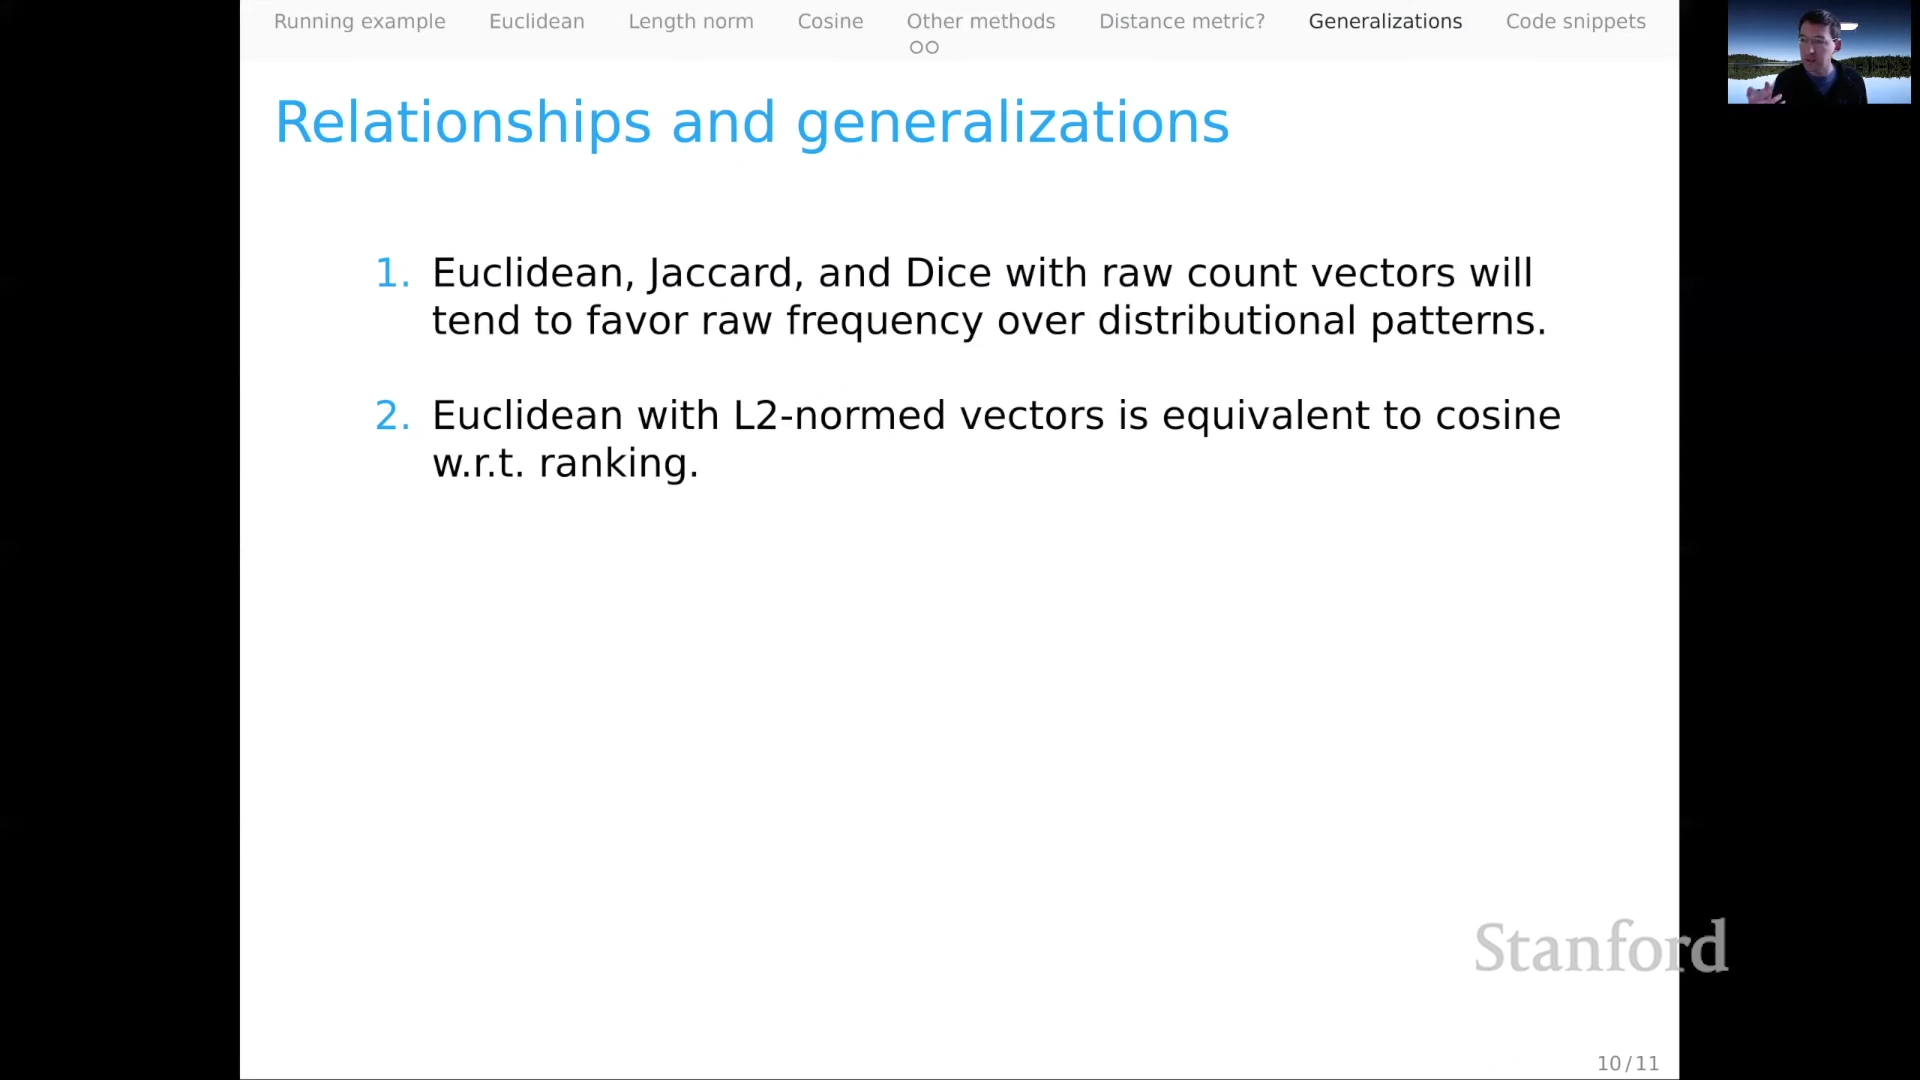 Running example Euclidean Length norm Cosine Other methods Distance metric? Generalizations Code snippets
Relationships and generalizations
1. Euclidean, Jaccard, and Dice with raw count vectors will
tend to favor raw frequency over distributional patterns.
2. Euclidean with L2-normed vectors is equivalent to cosine
w.r.t. ranking.
Stanford
10/11